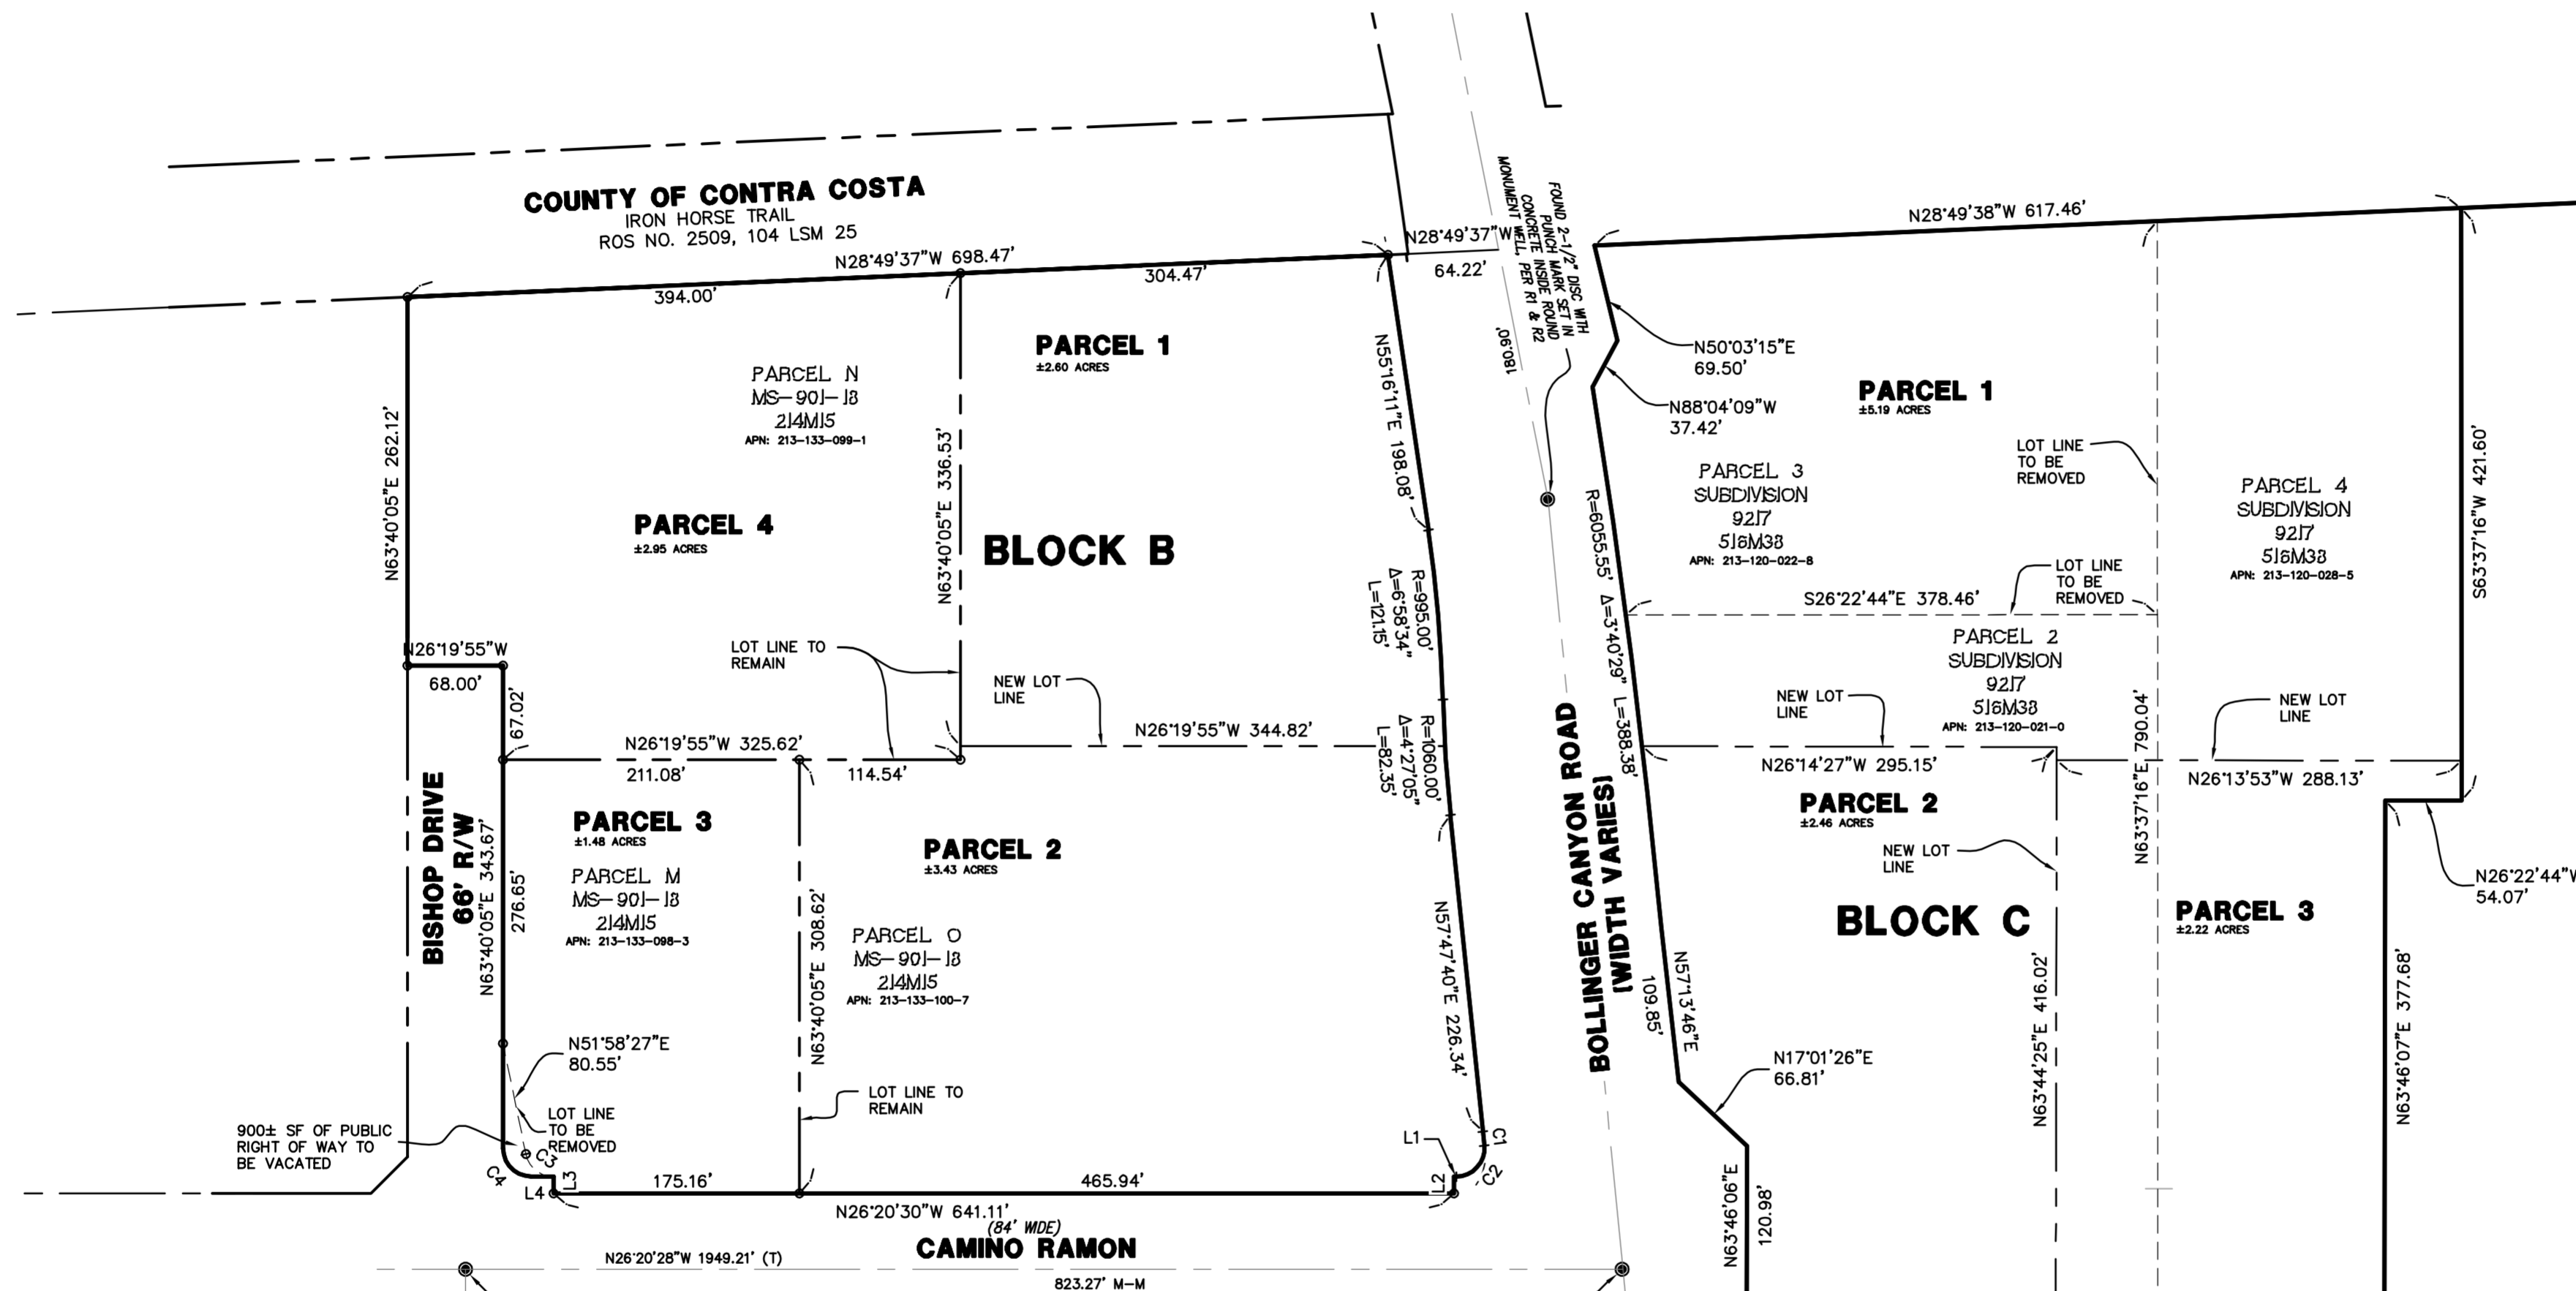 COUNTY OF CONTRA COSTA
IRON HORSE TRAIL
ROS NO. 2509, 104 LSM 25
N28°49'37"W 698.47'
394.00'
304.47'
N28°49'37"W
64.22'
FOUND 2-1/2" DISC WITH
PUNCH MARK SET IN
CONCRETE INSIDE ROUND
MONUMENT WELL, PER R1 & R2
180.90'
N28°49'38"W 617.46'
N50°03'15"E
69.50'
N88°04'09"W
37.42'
PARCEL 1
±2.60 ACRES
PARCEL N
MS-901-18
214M15
APN: 213-133-099-1
N63°40'05"E 262.12'
N63°40'05"E 336.53'
N55°16'11"E 198.08'
PARCEL 4
±2.95 ACRES
BLOCK B
R=995.00'
Δ=6°58'34"
L=121.15'
N26°19'55"W
68.00'
67.02'
LOT LINE TO
REMAIN
NEW LOT
LINE
N26°19'55"W 325.62'
211.08'
114.54'
N26°19'55"W 344.82'
R=1060.00'
Δ=4°27'05"
L=82.35'
BISHOP DRIVE
66' R/W
N63°40'05"E 343.67'
276.65'
PARCEL 3
±1.48 ACRES
PARCEL M
MS-901-18
214M15
APN: 213-133-098-3
N63°40'05"E 308.62'
PARCEL 2
±3.43 ACRES
PARCEL O
MS-901-18
214M15
APN: 213-133-100-7
N57°47'40"E 226.34'
N51°58'27"E
80.55'
LOT LINE
TO BE
REMOVED
900± SF OF PUBLIC
RIGHT OF WAY TO
BE VACATED
C3
C4
L3
L4
LOT LINE TO
REMAIN
L1
L2
C1
C2
175.16'
465.94'
N26°20'30"W 641.11'
(84' WIDE)
CAMINO RAMON
N26°20'28"W 1949.21' (T)
823.27' M-M
BOLLINGER CANYON ROAD
(WIDTH VARIES)
R=6055.55' Δ=3°40'29" L=388.38'
PARCEL 1
±5.19 ACRES
PARCEL 3
SUBDIVISION
9217
516M38
APN: 213-120-022-8
LOT LINE
TO BE
REMOVED
PARCEL 4
SUBDIVISION
9217
516M38
APN: 213-120-028-5
S63°37'16"W 421.60'
LOT LINE
TO BE
REMOVED
S26°22'44"E 378.46'
PARCEL 2
SUBDIVISION
9217
516M38
APN: 213-120-021-0
NEW LOT
LINE
NEW LOT
LINE
N63°37'16"E 790.04'
N26°14'27"W 295.15'
N26°13'53"W 288.13'
PARCEL 2
±2.46 ACRES
NEW LOT
LINE
BLOCK C
PARCEL 3
±2.22 ACRES
N26°22'44"W
54.07'
N57°13'46"E
109.85'
N17°01'26"E
66.81'
N63°44'25"E 416.02'
N63°46'07"E 377.68'
N63°46'06"E
120.98'